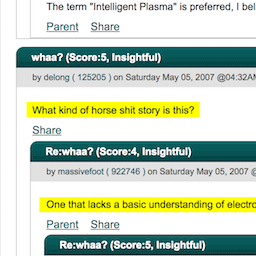 The term "Intelligent Plasma" is preferred, I bel
Parent Share
whaa? (Score:5, Insightful)
by delong ( 125205 ) on Saturday May 05, 2007 @04:32A
What kind of horse shit story is this?
Share
Re:whaa? (Score:4, Insightful)
by massivefoot ( 922746 ) on Saturday May 05, 2007 @
One that lacks a basic understanding of electro
Parent Share
Re:whaa? (Score:5, Insightful)